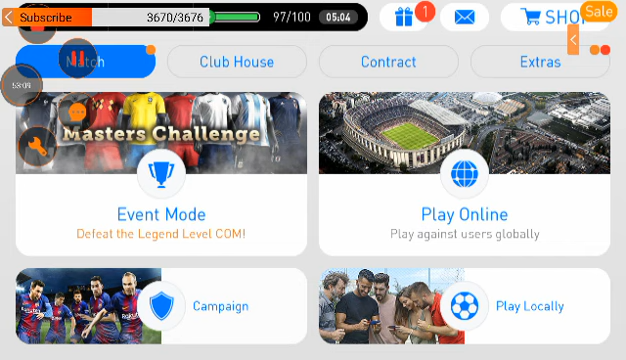 Subscribe
3670/3676
97/100
05:04
1
SHOP
Sale
Match
Club House
Contract
Extras
53:04
Masters Challenge
Event Mode
Defeat the Legend Level COM!
Play Online
Play against users globally
Campaign
Play Locally